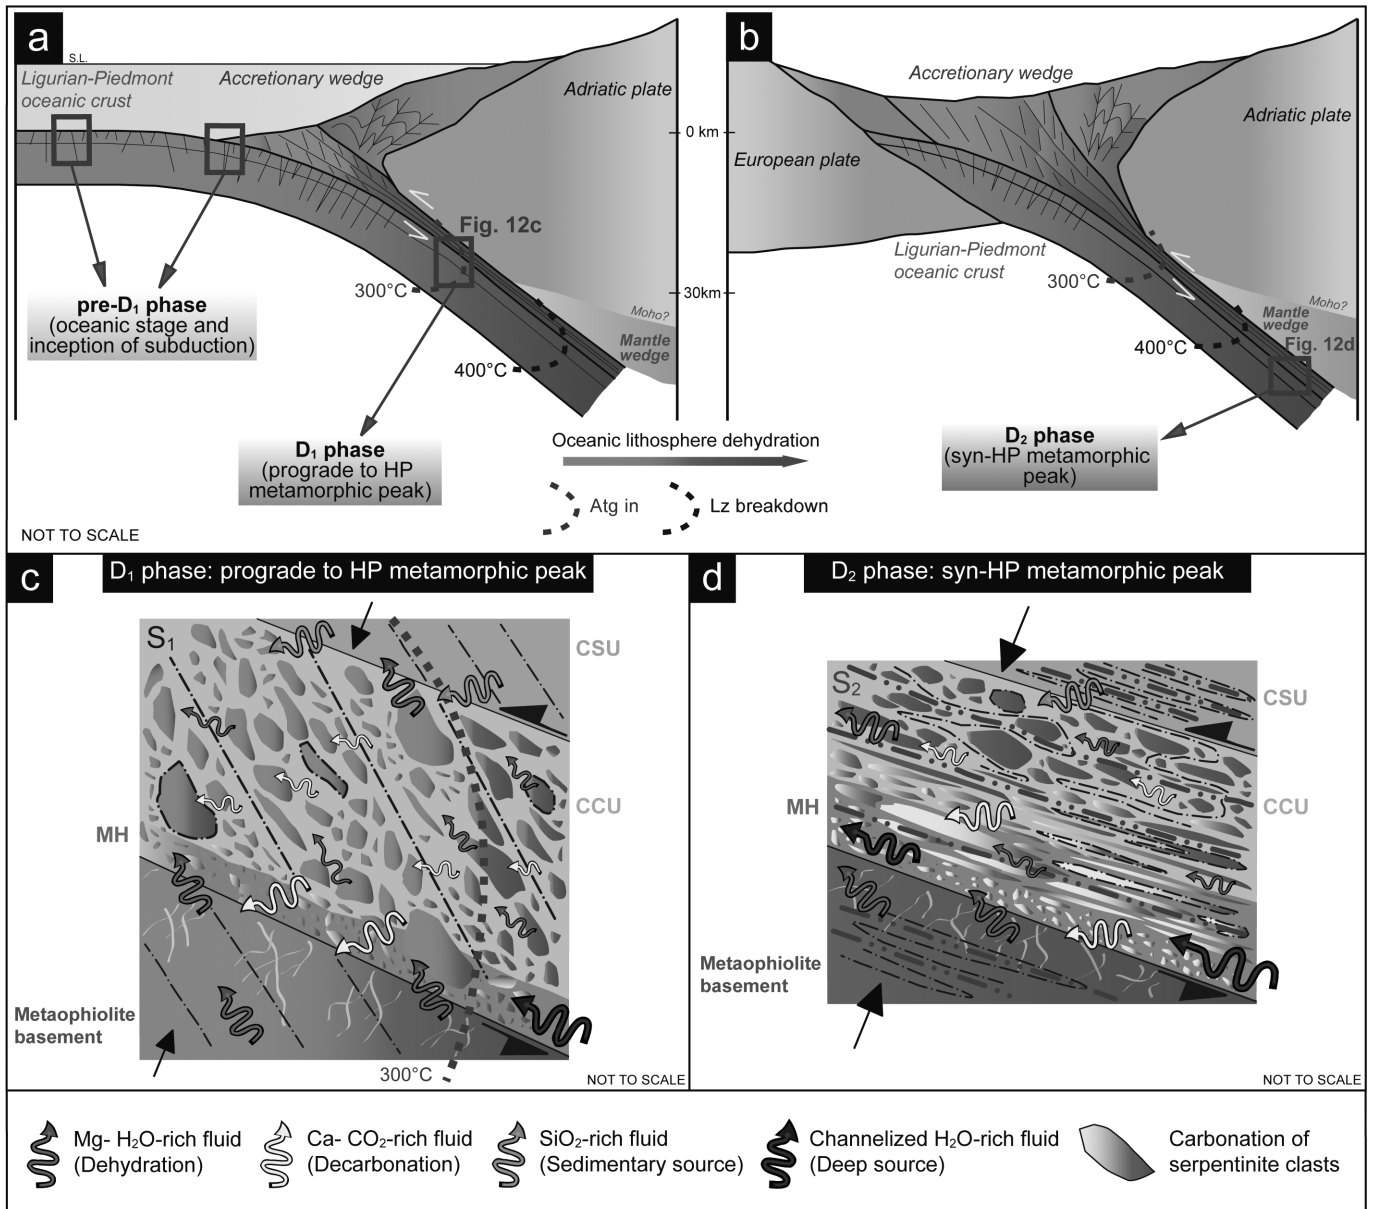 a
S.L.
Ligurian-Piedmont
oceanic crust
Accretionary wedge
Adriatic plate
Fig. 12c
300°C
400°C
Moho?
Mantle
wedge
pre-D₁ phase
(oceanic stage and
inception of subduction)
D₁ phase
(prograde to HP
metamorphic peak)
NOT TO SCALE
0 km
30km
b
Accretionary wedge
Adriatic plate
European plate
Ligurian-Piedmont
oceanic crust
300°C
400°C
Moho?
Mantle
wedge
Fig. 12d
D₂ phase
(syn-HP metamorphic
peak)
Oceanic lithosphere dehydration
Atg in
Lz breakdown
c
D₁ phase: prograde to HP metamorphic peak
S₁
CSU
CCU
MH
Metaophiolite
basement
300°C
NOT TO SCALE
d
D₂ phase: syn-HP metamorphic peak
S₂
CSU
CCU
MH
Metaophiolite
basement
NOT TO SCALE
Mg- H₂O-rich fluid
(Dehydration)
Ca- CO₂-rich fluid
(Decarbonation)
SiO₂-rich fluid
(Sedimentary source)
Channelized H₂O-rich fluid
(Deep source)
Carbonation of
serpentinite clasts